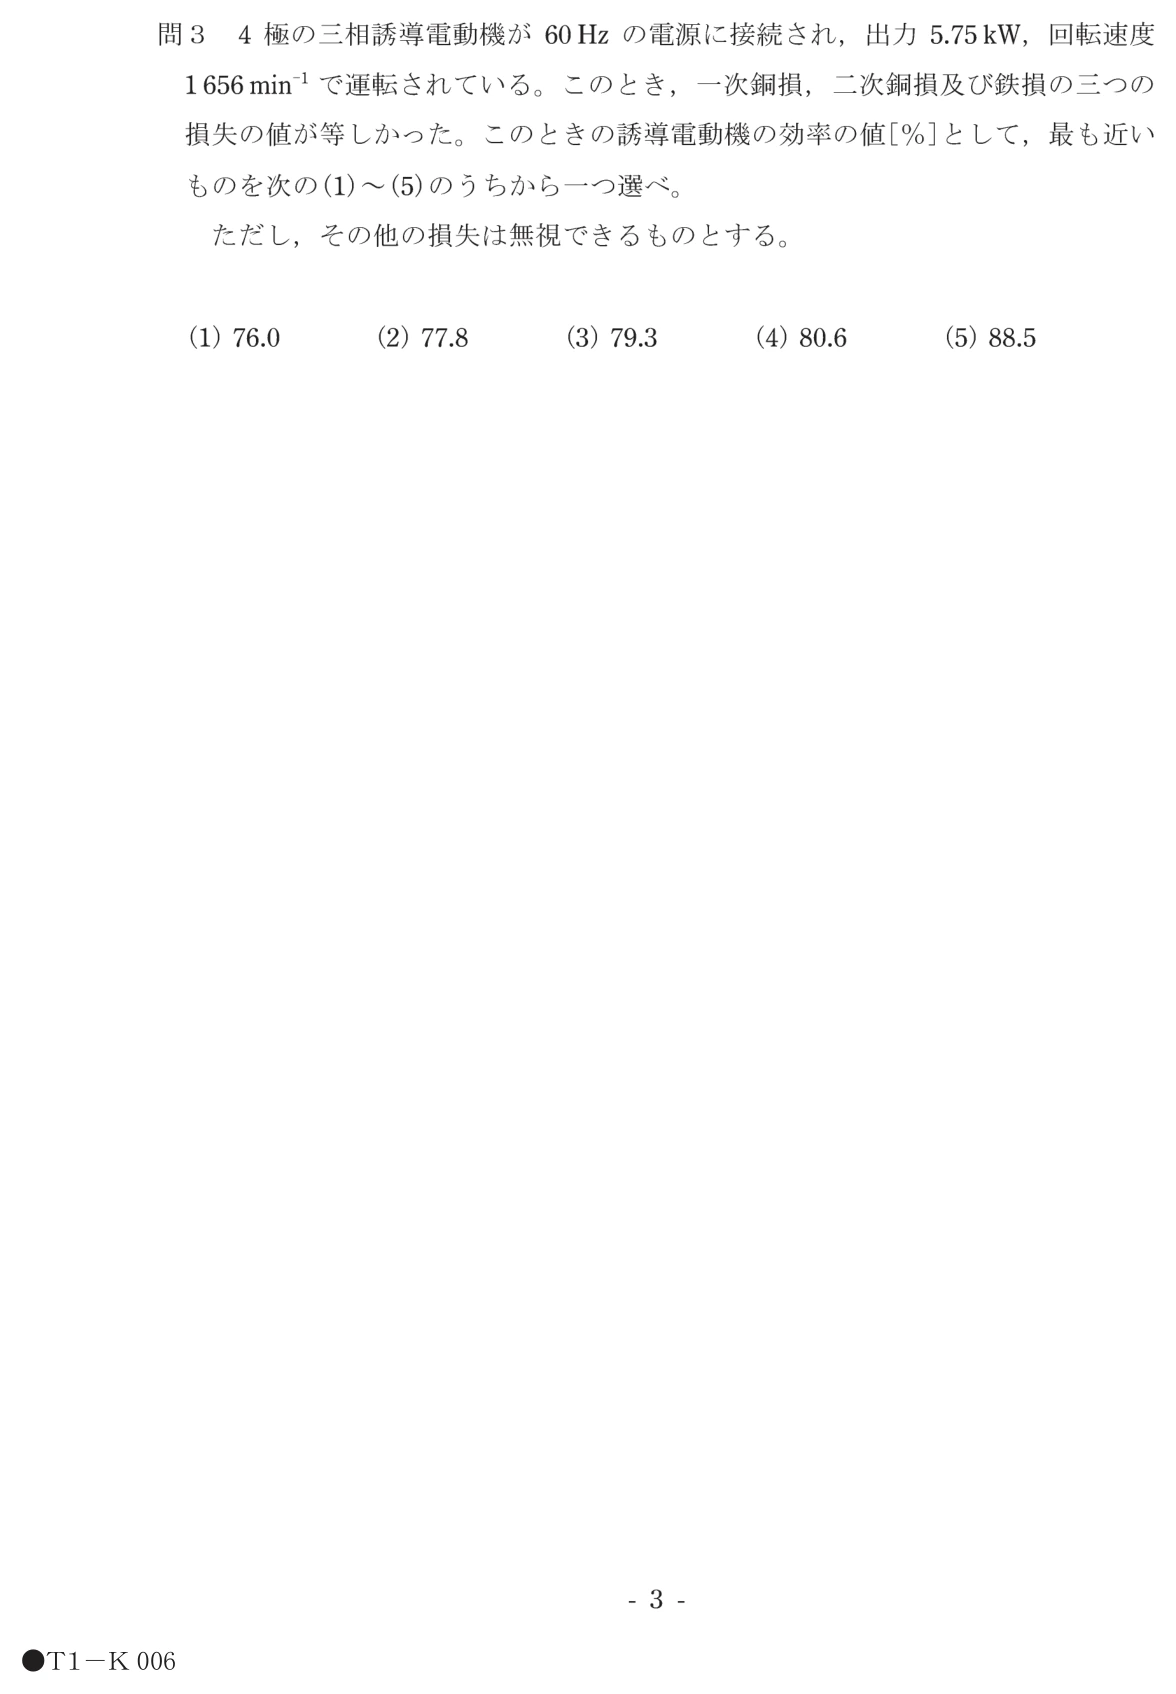 問３　4 極の三相誘導電動機が 60 Hz の電源に接続され，出力 5.75 kW，回転速度
1 656 min⁻¹ で運転されている。このとき，一次銅損，二次銅損及び鉄損の三つの
損失の値が等しかった。このときの誘導電動機の効率の値[％]として，最も近い
ものを次の(1)～(5)のうちから一つ選べ。
ただし，その他の損失は無視できるものとする。
(1) 76.0　(2) 77.8　(3) 79.3　(4) 80.6　(5) 88.5
- 3 -
●T1－K 006